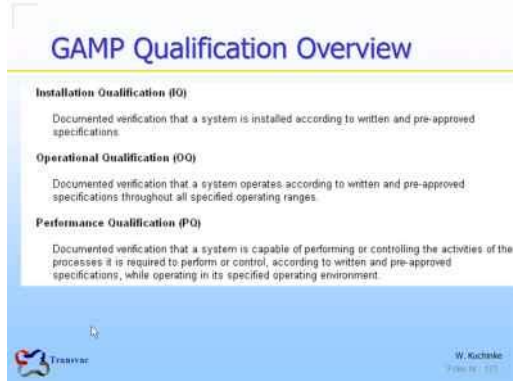 GAMP Qualification Overview
Installation Qualification (IQ)
Documented verification that a system is installed according to written and pre-approved
specifications.
Operational Qualification (OQ)
Documented verification that a system operates according to written and pre-approved
specifications throughout all specified operating ranges.
Performance Qualification (PQ)
Documented verification that a system is capable of performing or controlling the activities of the
processes it is required to perform or control, according to written and pre-approved
specifications, while operating in its specified operating environment.
Transvac
W. Kuchinke